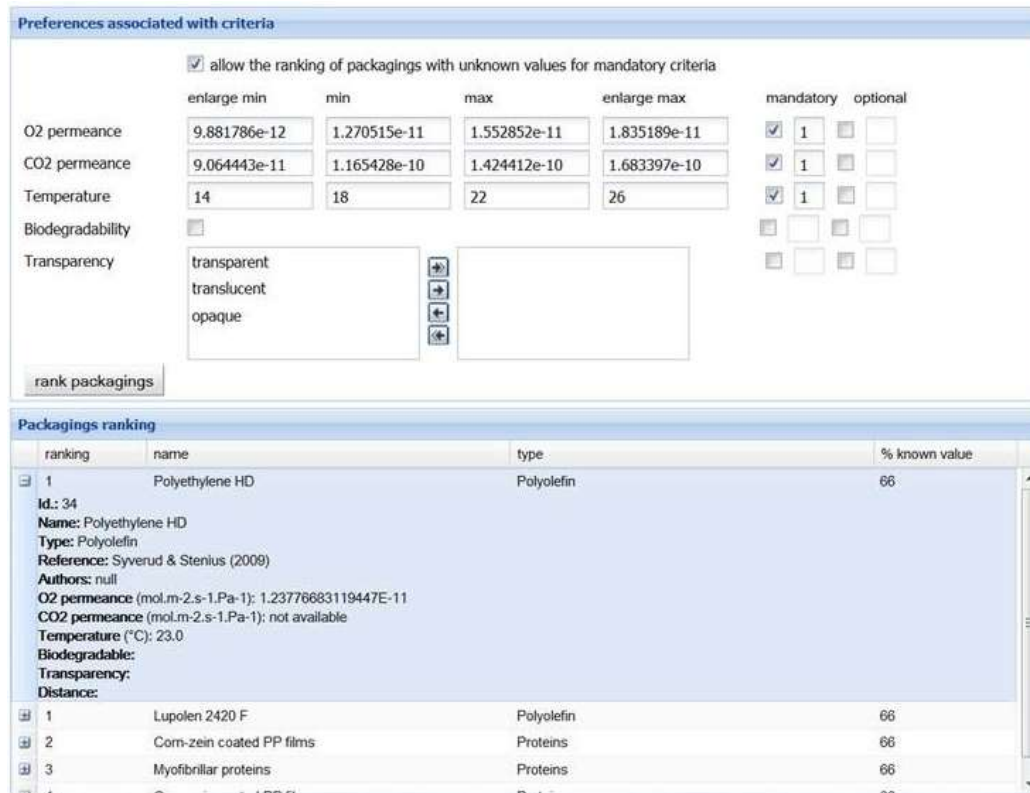 Preferences associated with criteria
allow the ranking of packagings with unknown values for mandatory criteria
enlarge min min max enlarge max mandatory optional
O2 permeance 9.881786e-12 1.270515e-11 1.552852e-11 1.835189e-11 1
CO2 permeance 9.064443e-11 1.165428e-10 1.424412e-10 1.683397e-10 1
Temperature 14 18 22 26 1
Biodegradability
Transparency transparent
translucent
opaque
rank packagings
Packagings ranking
ranking name type % known value
1 Polyethylene HD Polyolefin 66
Id.: 34
Name: Polyethylene HD
Type: Polyolefin
Reference: Syverud & Stenius (2009)
Authors: null
O2 permeance (mol.m-2.s-1.Pa-1): 1.23776683119447E-11
CO2 permeance (mol.m-2.s-1.Pa-1): not available
Temperature (°C): 23.0
Biodegradable:
Transparency:
Distance:
1 Lupolen 2420 F Polyolefin 66
2 Corn-zein coated PP films Proteins 66
3 Myofibrillar proteins Proteins 66